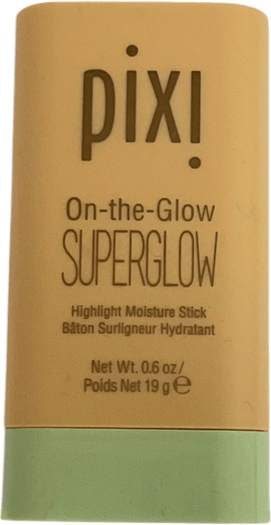 pixi
On-the-Glow
SUPERGLOW
Highlight Moisture Stick
Bâton Surligneur Hydratant
Net Wt. 0.6 oz/
Poids Net 19 g ℮